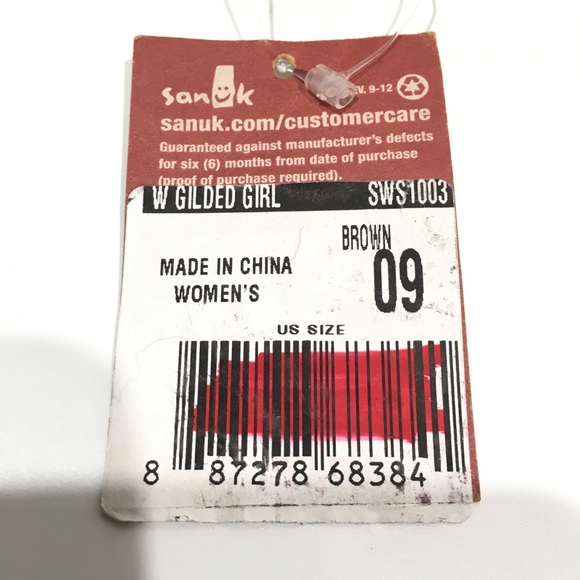 sanuk
REV. 9-12
sanuk.com/customercare
Guaranteed against manufacturer's defects
for six (6) months from date of purchase
(proof of purchase required).
W GILDED GIRL SWS1003
BROWN
MADE IN CHINA
WOMEN'S
09
US SIZE
8 87278 68384